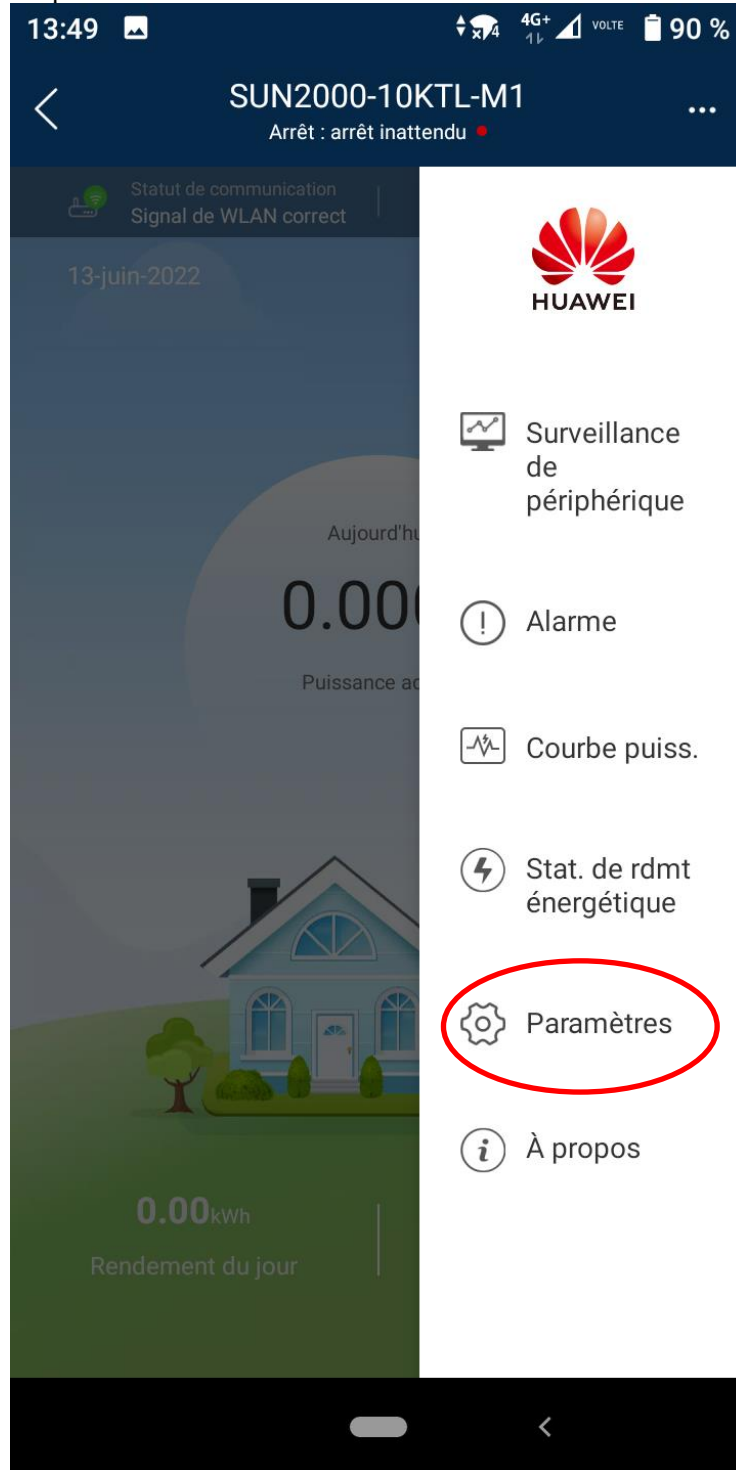 13:49
x 4 4G+ VOLTE 90 %
SUN2000-10KTL-M1
...
Arrêt : arrêt inattendu
Statut de communication
Signal de WLAN correct
13-juin-2022
Aujourd'hu
0.000
Puissance ac
0.00kWh
Rendement du jour
HUAWEI
Surveillance
de
périphérique
Alarme
Courbe puiss.
Stat. de rdmt
énergétique
Paramètres
À propos